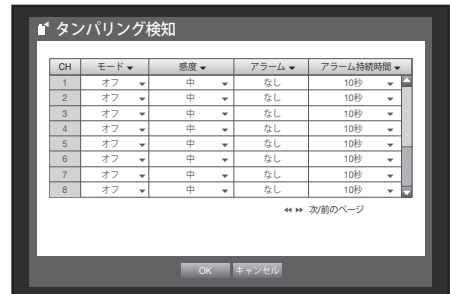 タンパリング検知
CH モード 感度 アラーム アラーム持続時間
1 オフ 中 なし 10秒
2 オフ 中 なし 10秒
3 オフ 中 なし 10秒
4 オフ 中 なし 10秒
5 オフ 中 なし 10秒
6 オフ 中 なし 10秒
7 オフ 中 なし 10秒
8 オフ 中 なし 10秒
次/前のページ
OK キャンセル